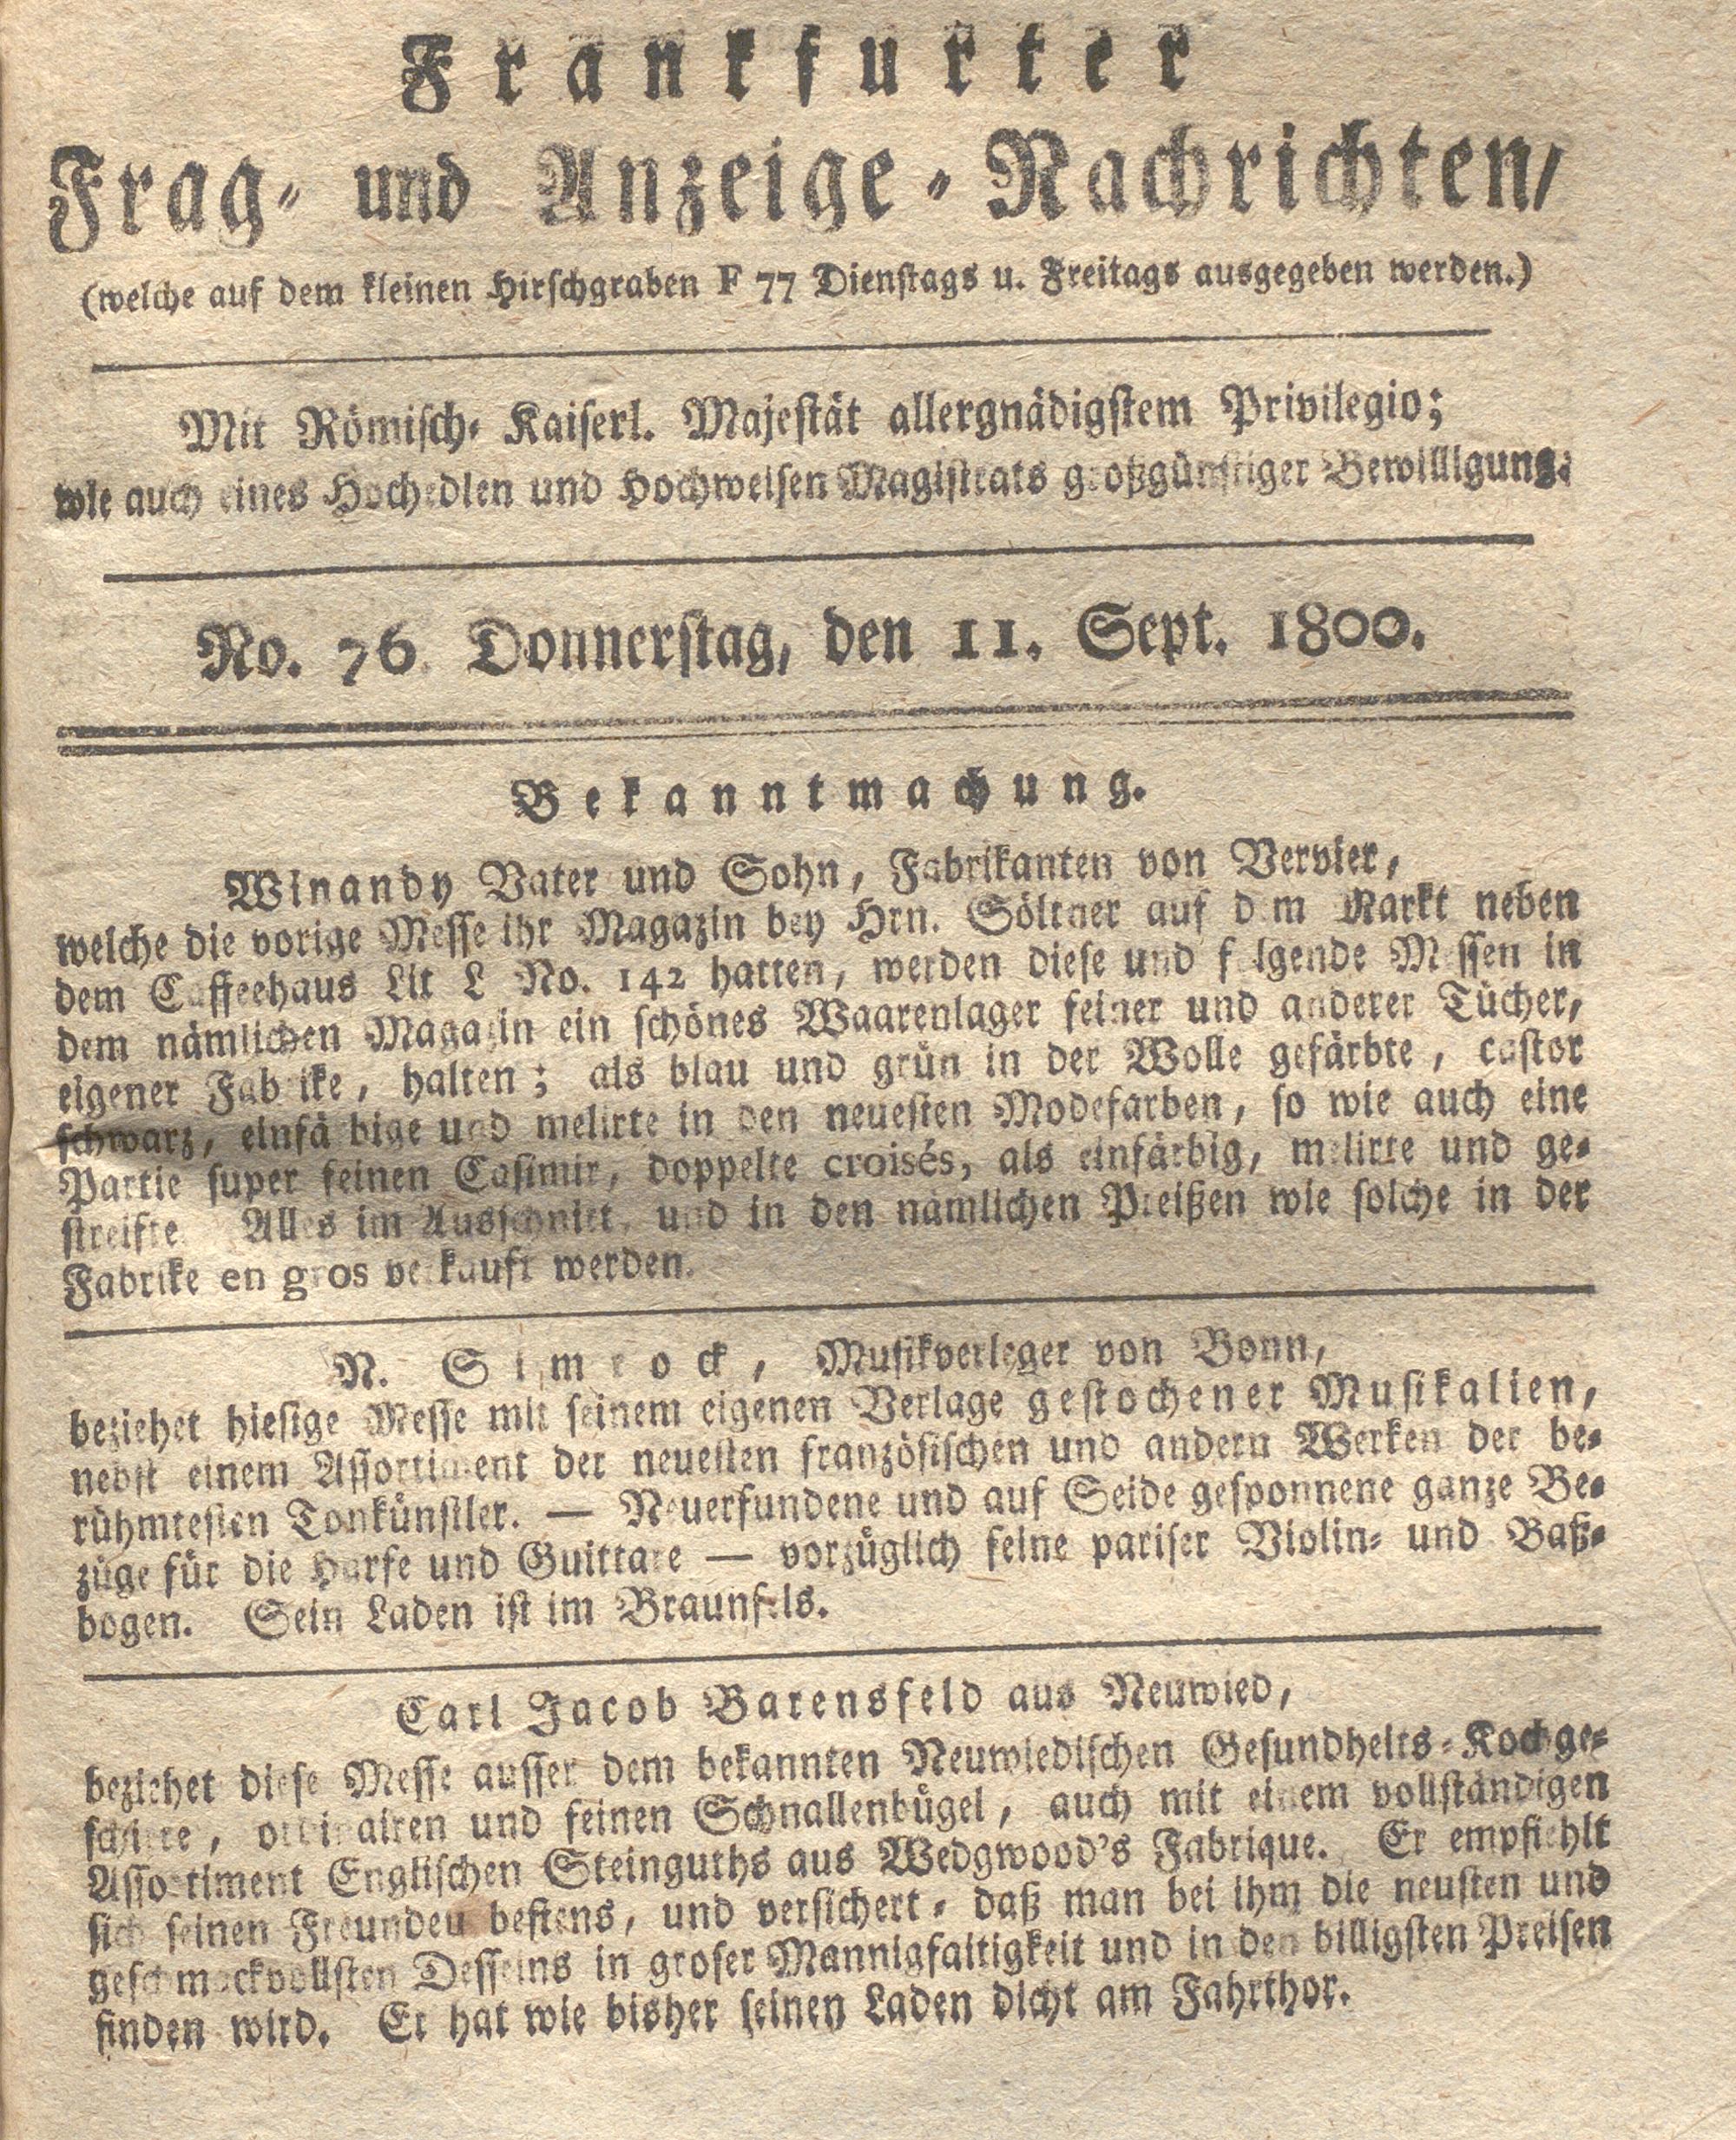 Frankfurter
Frag- und Anzeige-Nachrichten/
(welche auf dem kleinen Hirschgraben F 77 Dienstags u. Freitags ausgegeben werden.)
Mit Römisch-Kaiserl. Majestät allergnädigstem Privilegio;
wie auch eines Hochedlen und Hochweisen Magistrats großgünstiger Bewilligung.
No. 76 Donnerstag, den 11. Sept. 1800.
Bekanntmachung.
Winandy Vater und Sohn, Fabrikanten von Vervier,
welche die vorige Messe ihr Magazin bey Hrn. Söltner auf dem Markt neben
dem Caffeehaus Lit L No. 142 hatten, werden diese und folgende Messen in
dem nämlichen Magazin ein schönes Waarenlager feiner und anderer Tücher,
eigener Fabrike, halten; als blau und grün in der Wolle gefärbte, castor
schwarz, einfärbige und melirte in den neuesten Modefarben, so wie auch eine
Partie super feinen Casimir, doppelte croisés, als einfärbig, melirte und ge-
streifte Alles im Ausschnitt, und in den nämlichen Preißen wie solche in der
Fabrike en gros verkauft werden.
N. Simrock, Musikverleger von Bonn,
beziehet hiesige Messe mit seinem eigenen Verlage gestochener Musikalien,
nebst einem Assortiment der neuesten französischen und andern Werken der be-
rühmtesten Tonkünstler. — Neuerfundene und auf Seide gesponnene ganze Be-
züge für die Harfe und Guittare — vorzüglich feine pariser Violin- und Baß-
bogen. Sein Laden ist im Braunfels.
Carl Jacob Barensfeld aus Neuwied,
beziehet diese Messe ausser dem bekannten Neuwiedischen Gesundheits-Kochge-
schirre, ordinairen und feinen Schnallenbügel, auch mit einem vollständigen
Assortiment Englischen Steinguths aus Wedgwood's Fabrique. Er empfiehlt
sich seinen Freunden bestens, und versichert, daß man bei ihm die neusten und
geschmackvollsten Desseins in groser Mannigfaltigkeit und in den billigsten Preisen
finden wird. Er hat wie bisher seinen Laden dicht am Fahrthor.